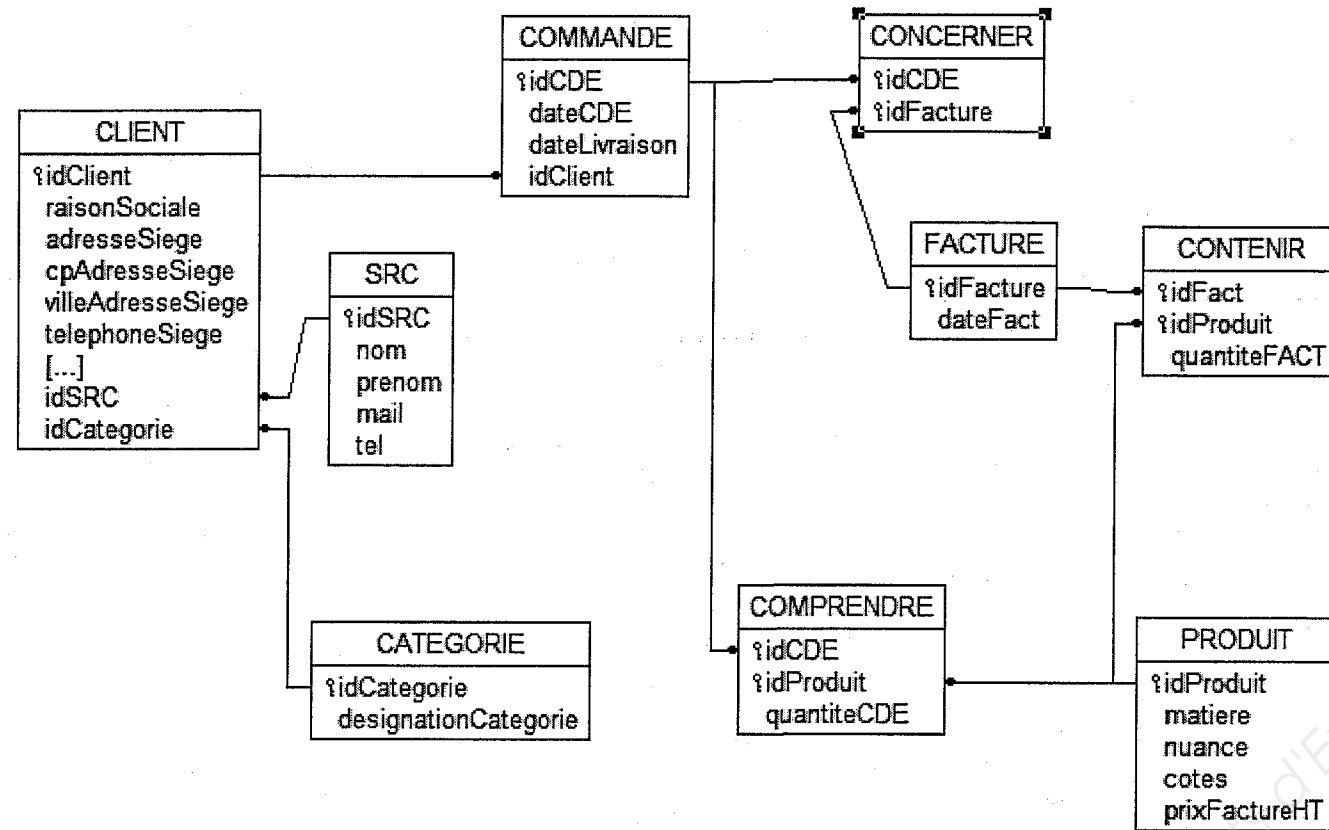 CLIENT
idClient
raisonSociale
adresseSiege
cpAdresseSiege
villeAdresseSiege
telephoneSiege
[...]
idSRC
idCategorie
SRC
idSRC
nom
prenom
mail
tel
CATEGORIE
idCategorie
designationCategorie
COMMANDE
idCDE
dateCDE
dateLivraison
idClient
CONCERNER
idCDE
idFacture
FACTURE
idFacture
dateFact
CONTENIR
idFact
idProduit
quantiteFACT
COMPRENDRE
idCDE
idProduit
quantiteCDE
PRODUIT
idProduit
matiere
nuance
cotes
prixFactureHT